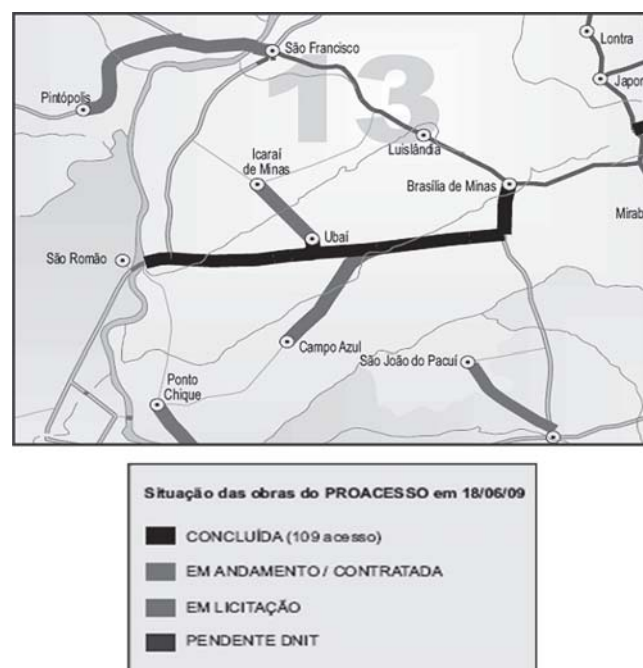 São Francisco
Lontra
Japor
Pintópolis
13
Luislândia
Icaraí
de Minas
Brasília de Minas
Mirab
Ubaí
São Romão
Campo Azul
São João do Pacuí
Ponto
Chique
Situação das obras do PROACESSO em 18/06/09
CONCLUÍDA (109 acesso)
EM ANDAMENTO / CONTRATADA
EM LICITAÇÃO
PENDENTE DNIT